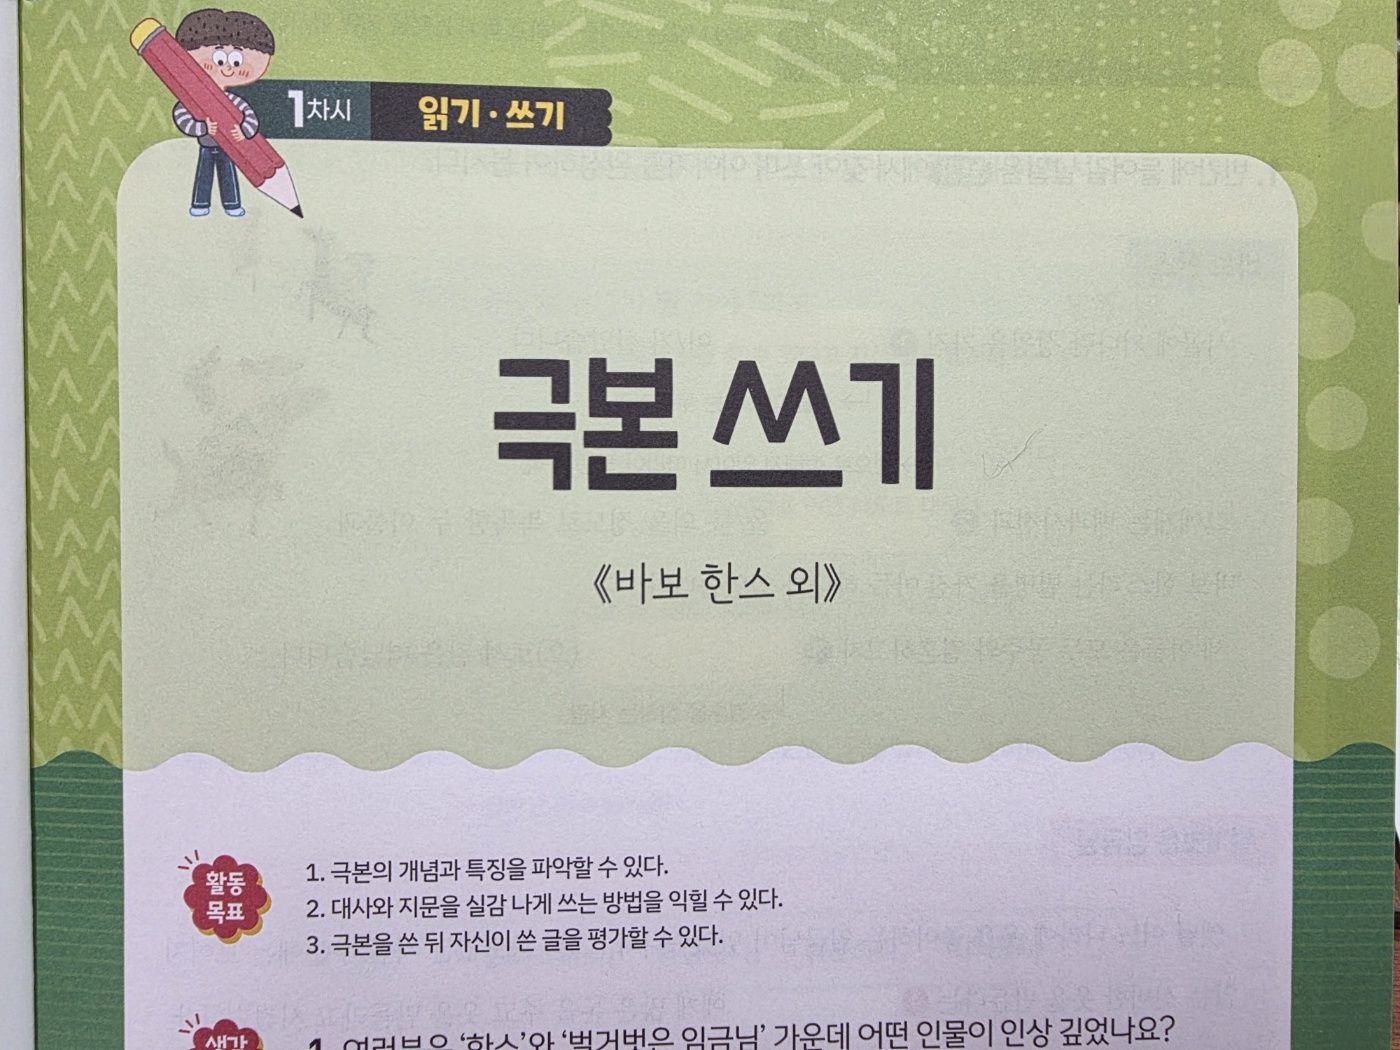 1차시 읽기·쓰기
극본 쓰기
《바보 한스 외》
활동
목표
1. 극본의 개념과 특징을 파악할 수 있다.
2. 대사와 지문을 실감 나게 쓰는 방법을 익힐 수 있다.
3. 극본을 쓴 뒤 자신이 쓴 글을 평가할 수 있다.
생각
1. 여러분은 ‘한스’와 ‘벌거벗은 임금님’ 가운데 어떤 인물이 인상 깊었나요?